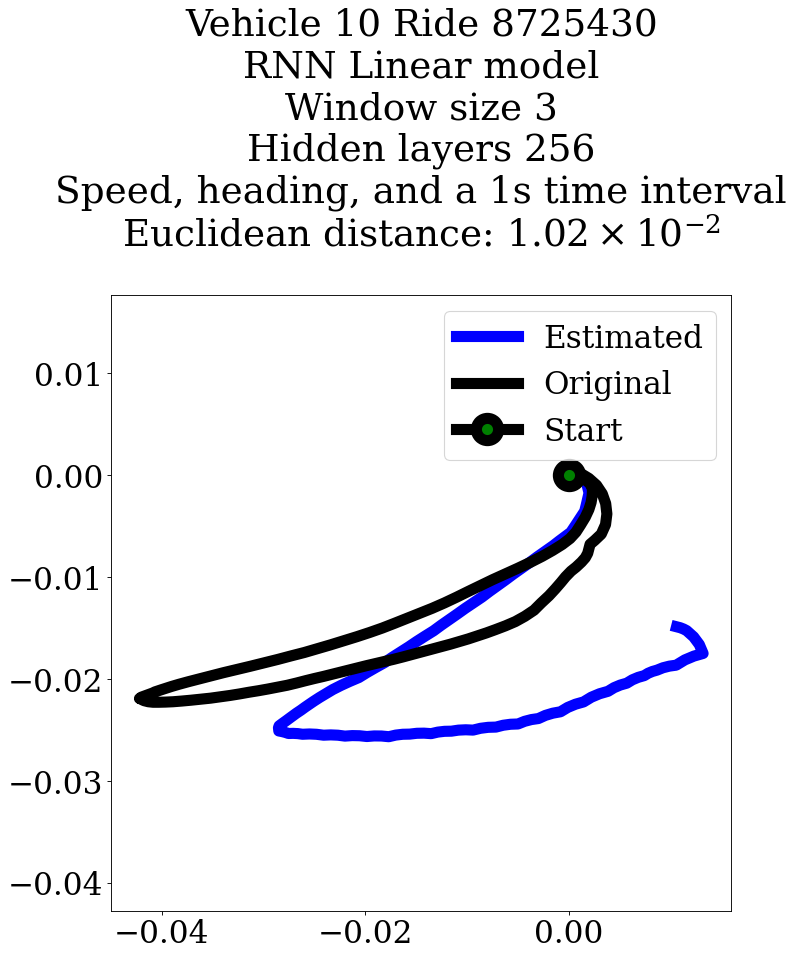 Vehicle 10 Ride 8725430
RNN Linear model
Window size 3
Hidden layers 256
Speed, heading, and a 1s time interval
Euclidean distance: 1.02 × 10⁻²
Estimated
Original
Start
0.01
0.00
−0.01
−0.02
−0.03
−0.04
−0.04 −0.02 0.00